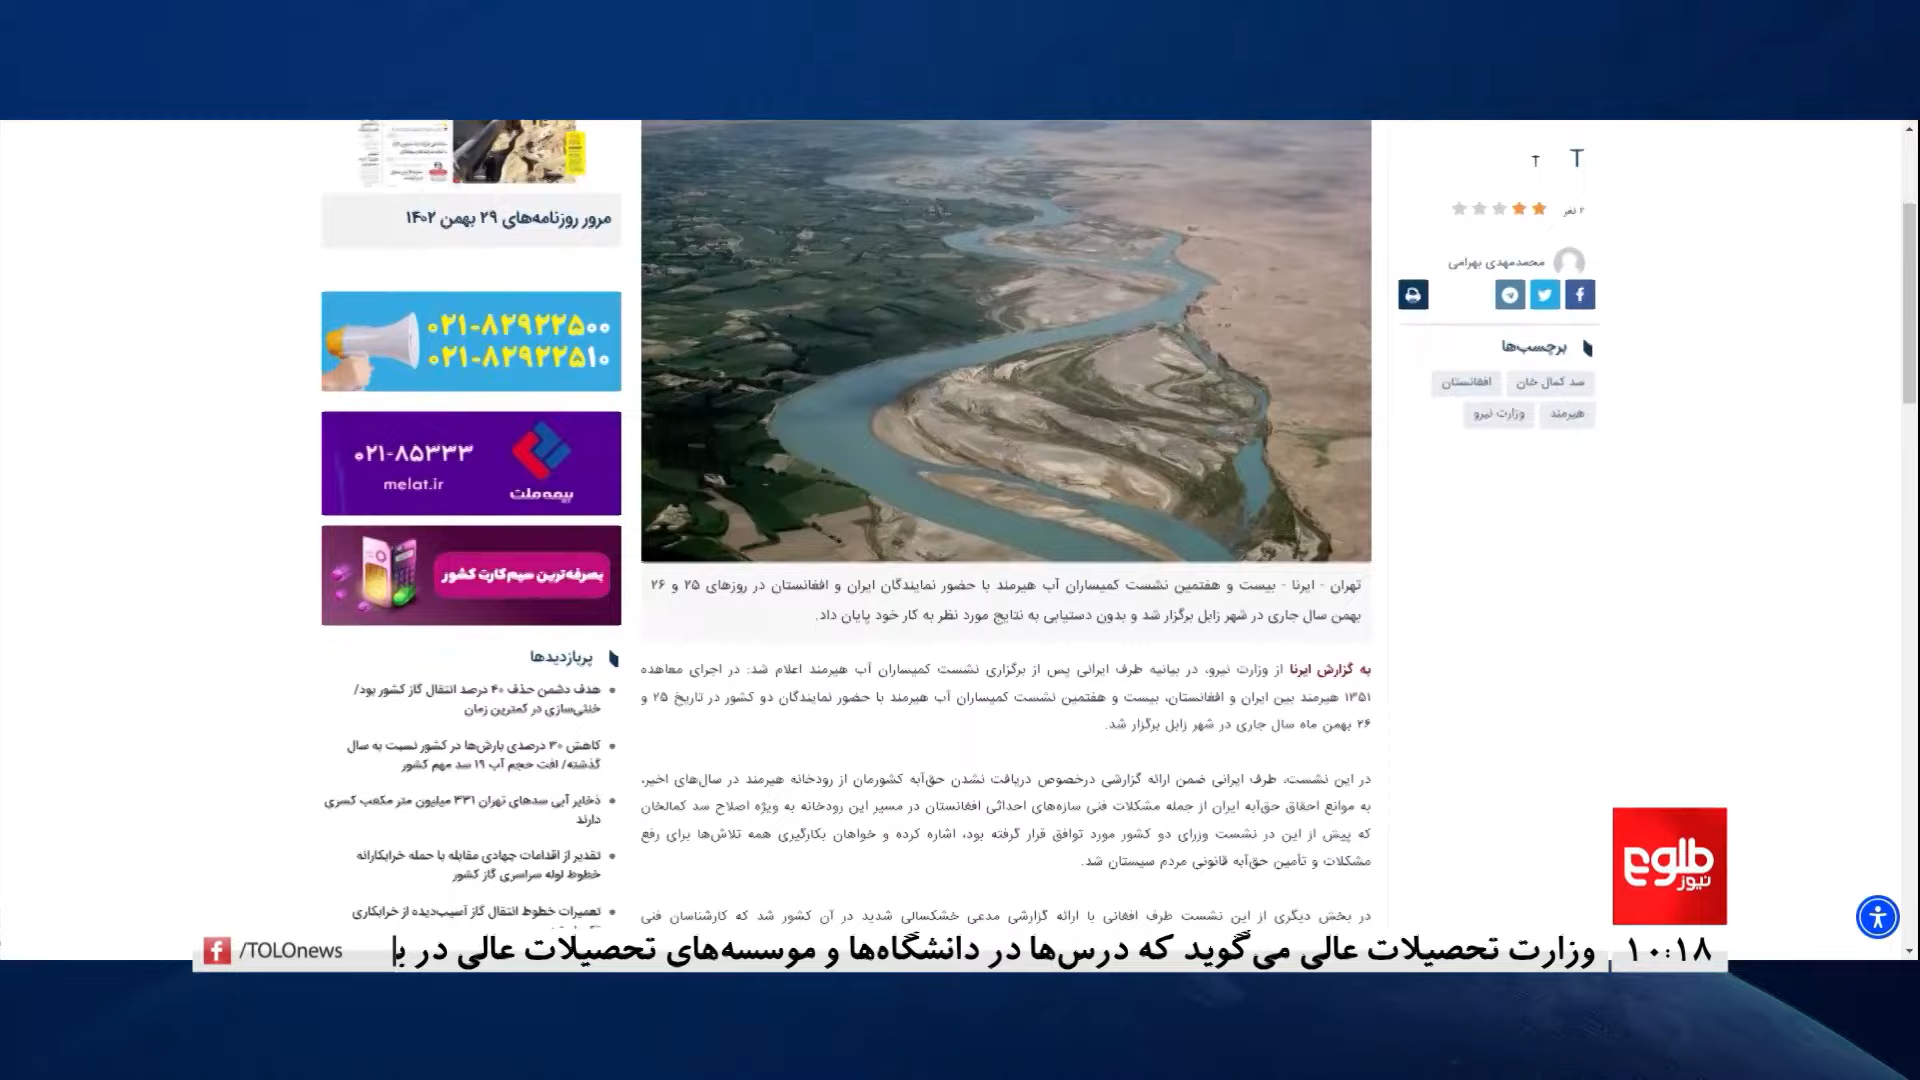 مرور روزنامه‌های ۲۹ بهمن ۱۴۰۲
۰۲۱-۸۲۹۲۲۵۰۰
۰۲۱-۸۲۹۲۲۵۱۰
۰۲۱-۸۵۳۳۳
melat.ir
بیمه‌ملت
بصرفه‌ترین سیم‌کارت کشور
پربازدیدها
هدف دشمن حذف ۴۰ درصد انتقال گاز کشور بود/
خنثی‌سازی در کمترین زمان
کاهش ۳۰ درصدی بارش‌ها در کشور نسبت به سال
گذشته/ افت حجم آب ۱۹ سد مهم کشور
ذخایر آبی سدهای تهران ۳۳۱ میلیون متر مکعب کسری
دارند
تقدیر از اقدامات جهادی مقابله با حمله خرابکارانه
خطوط لوله سراسری گاز کشور
تعمیرات خطوط انتقال گاز آسیب‌دیده از خرابکاری
تهران - ایرنا - بیست و هفتمین نشست کمیساران آب هیرمند با حضور نمایندگان ایران و افغانستان در روزهای ۲۵ و ۲۶
بهمن سال جاری در شهر زابل برگزار شد و بدون دستیابی به نتایج مورد نظر به کار خود پایان داد.
به گزارش ایرنا از وزارت نیرو، در بیانیه طرف ایرانی پس از برگزاری نشست کمیساران آب هیرمند اعلام شد: در اجرای معاهده
۱۳۵۱ هیرمند بین ایران و افغانستان، بیست و هفتمین نشست کمیساران آب هیرمند با حضور نمایندگان دو کشور در تاریخ ۲۵ و
۲۶ بهمن ماه سال جاری در شهر زابل برگزار شد.
در این نشست، طرف ایرانی ضمن ارائه گزارشی درخصوص دریافت نشدن حق‌آبه کشورمان از رودخانه هیرمند در سال‌های اخیر،
به موانع احقاق حق‌آبه ایران از جمله مشکلات فنی سازه‌های احداثی افغانستان در مسیر این رودخانه به ویژه اصلاح سد کمالخان
که پیش از این در نشست وزرای دو کشور مورد توافق قرار گرفته بود، اشاره کرده و خواهان بکارگیری همه تلاش‌ها برای رفع
مشکلات و تأمین حق‌آبه قانونی مردم سیستان شد.
در بخش دیگری از این نشست طرف افغانی با ارائه گزارشی مدعی خشکسالی شدید در آن کشور شد که کارشناسان فنی
T T
۲ نفر
محمدمهدی بهرامی
برچسب‌ها
سد کمال خان
افغانستان
هیرمند
وزارت نیرو
طلوع
نیوز
۱۰:۱۸
وزارت تحصیلات عالی می‌گوید که درس‌ها در دانشگاه‌ها و موسسه‌های تحصیلات عالی در
/TOLOnews